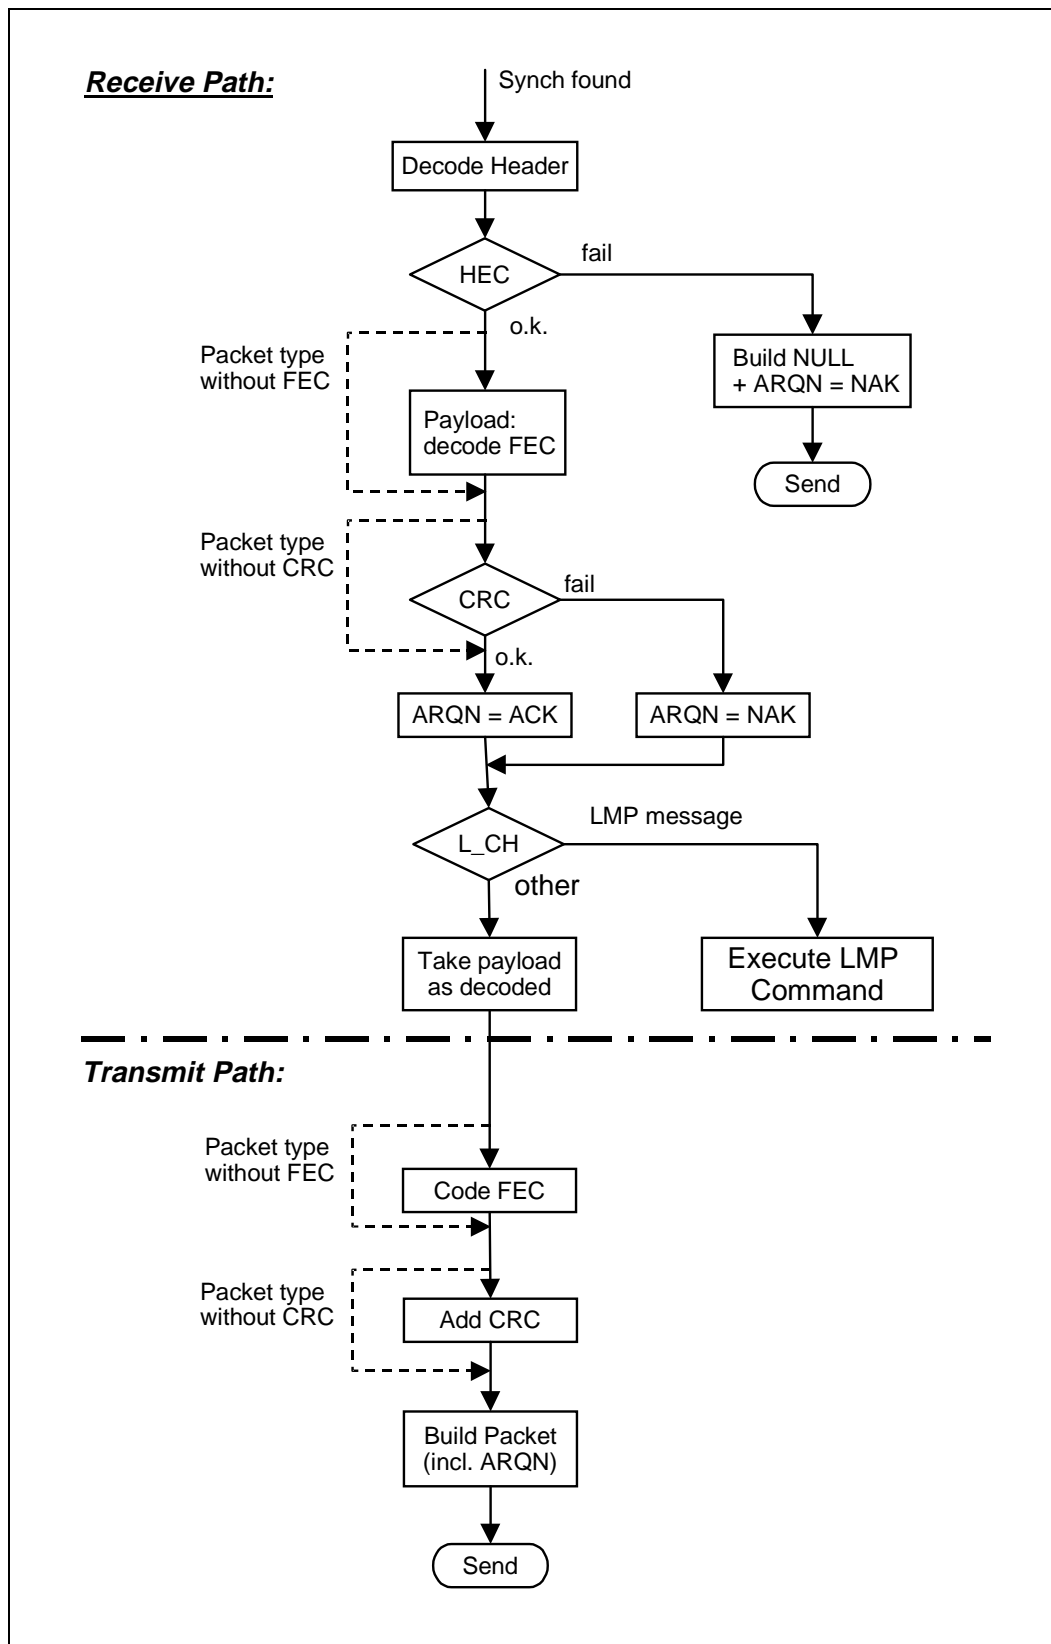 Receive Path:
Synch found
Decode Header
HEC
fail
o.k.
Packet type
without FEC
Build NULL
+ ARQN = NAK
Payload:
decode FEC
Send
Packet type
without CRC
CRC
fail
o.k.
ARQN = ACK
ARQN = NAK
LMP message
L_CH
other
Take payload
as decoded
Execute LMP
Command
Transmit Path:
Packet type
without FEC
Code FEC
Packet type
without CRC
Add CRC
Build Packet
(incl. ARQN)
Send